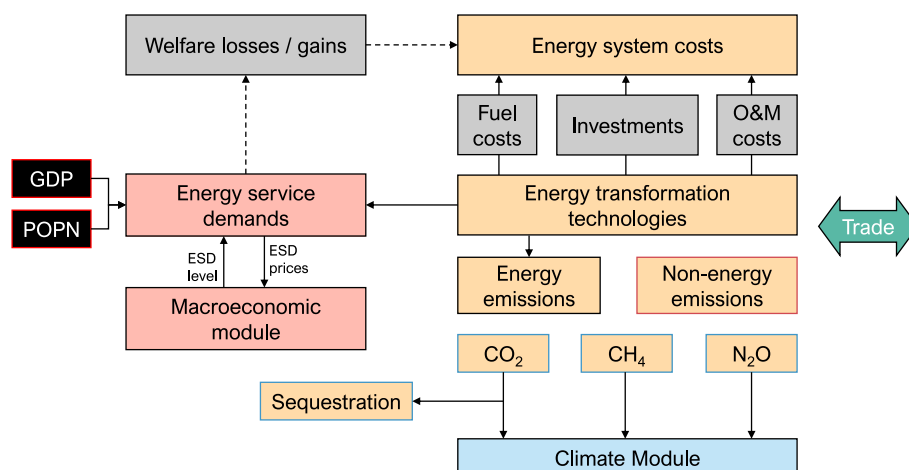 Welfare losses / gains
Energy system costs
Fuel
costs
Investments
O&M
costs
GDP
POPN
Energy service
demands
Energy transformation
technologies
Trade
ESD
level
ESD
prices
Energy
emissions
Non-energy
emissions
Macroeconomic
module
CO₂
CH₄
N₂O
Sequestration
Climate Module